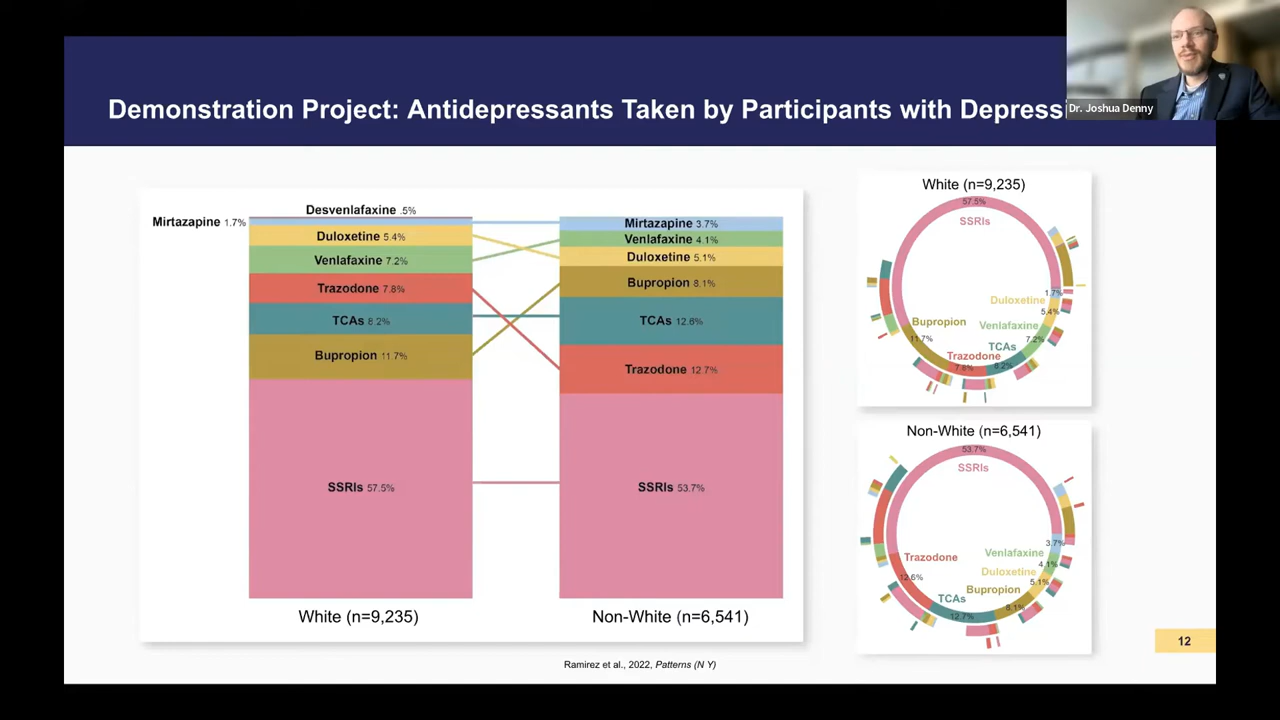 Dr. Joshua Denny
Demonstration Project: Antidepressants Taken by Participants with Depressi
Desvenlafaxine .5%
Mirtazapine 1.7%
Duloxetine 5.4%
Venlafaxine 7.2%
Trazodone 7.8%
TCAs 8.2%
Bupropion 11.7%
SSRIs 57.5%
White (n=9,235)
Mirtazapine 3.7%
Venlafaxine 4.1%
Duloxetine 5.1%
Bupropion 8.1%
TCAs 12.6%
Trazodone 12.7%
SSRIs 53.7%
Non-White (n=6,541)
White (n=9,235)
57.5%
SSRIs
1.7%
Duloxetine
5.4%
Venlafaxine
7.2%
TCAs
8.2%
Trazodone
7.8%
Bupropion
11.7%
Non-White (n=6,541)
53.7%
SSRIs
3.7%
Venlafaxine
4.1%
Duloxetine
5.1%
Bupropion
8.1%
TCAs
12.7%
Trazodone
12.6%
Ramirez et al., 2022, Patterns (N Y)
12